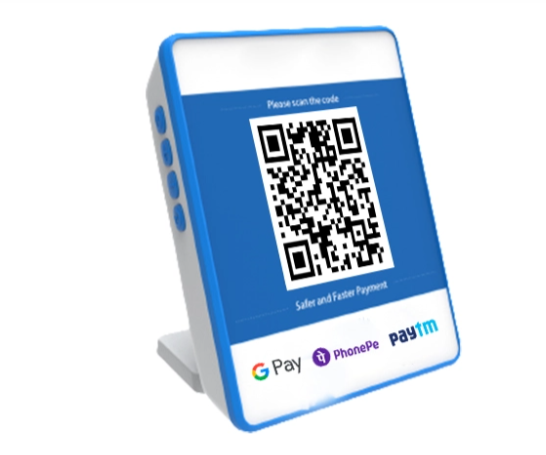 Please scan the code
Safer and Faster Payment
G Pay PhonePe paytm